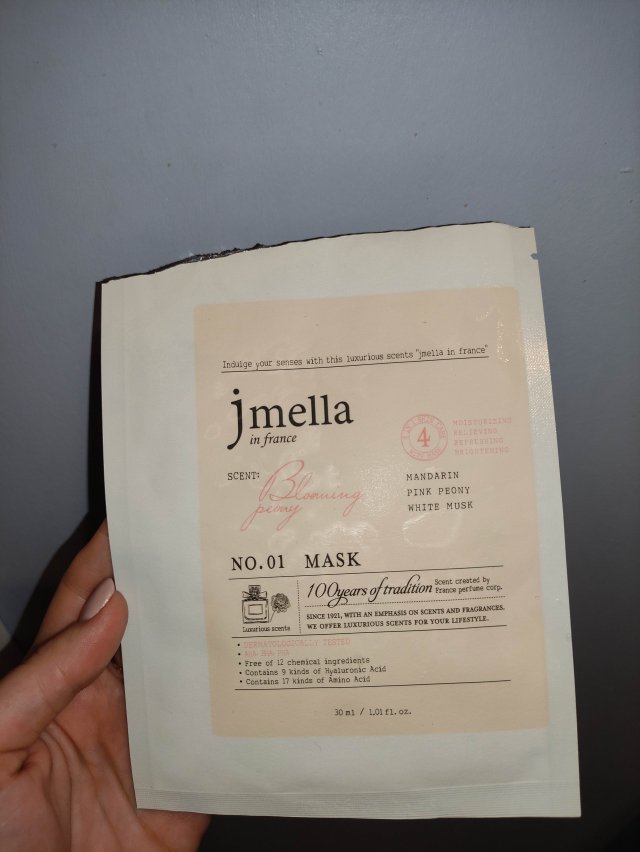 Indulge your senses with this luxurious scents "jmella in france"
jmella
in france
4
MOISTURIZING
RELIEVING
REFRESHING
BRIGHTENING
SCENT:
Blooming
peony
MANDARIN
PINK PEONY
WHITE MUSK
NO.01 MASK
Luxurious scents
100years of tradition
Scent created by
France perfume corp.
SINCE 1921, WITH AN EMPHASIS ON SCENTS AND FRAGRANCES.
WE OFFER LUXURIOUS SCENTS FOR YOUR LIFESTYLE.
• DERMATOLOGICALLY TESTED
• AHA BHA PHA
• Free of 12 chemical ingredients
• Contains 9 kinds of Hyaluronic Acid
• Contains 17 kinds of Amino Acid
30 ml / 1.01 fl. oz.